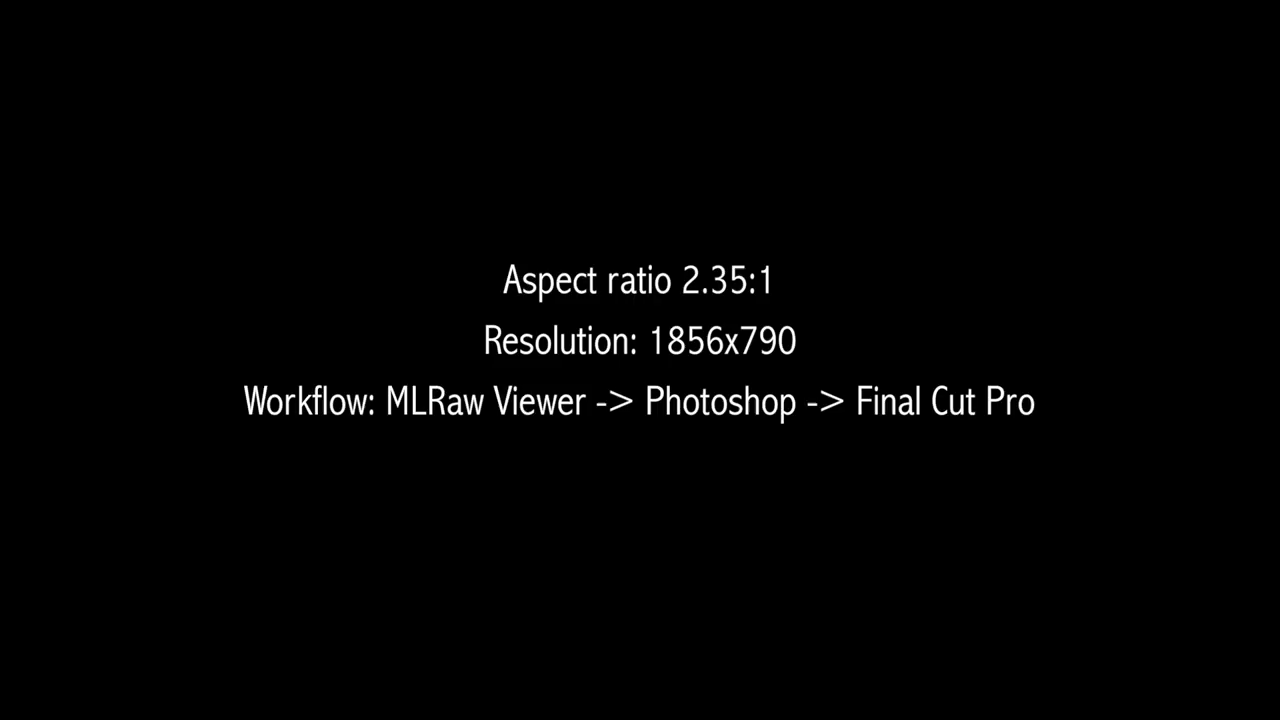 Aspect ratio 2.35:1
Resolution: 1856x790
Workflow: MLRaw Viewer -> Photoshop -> Final Cut Pro